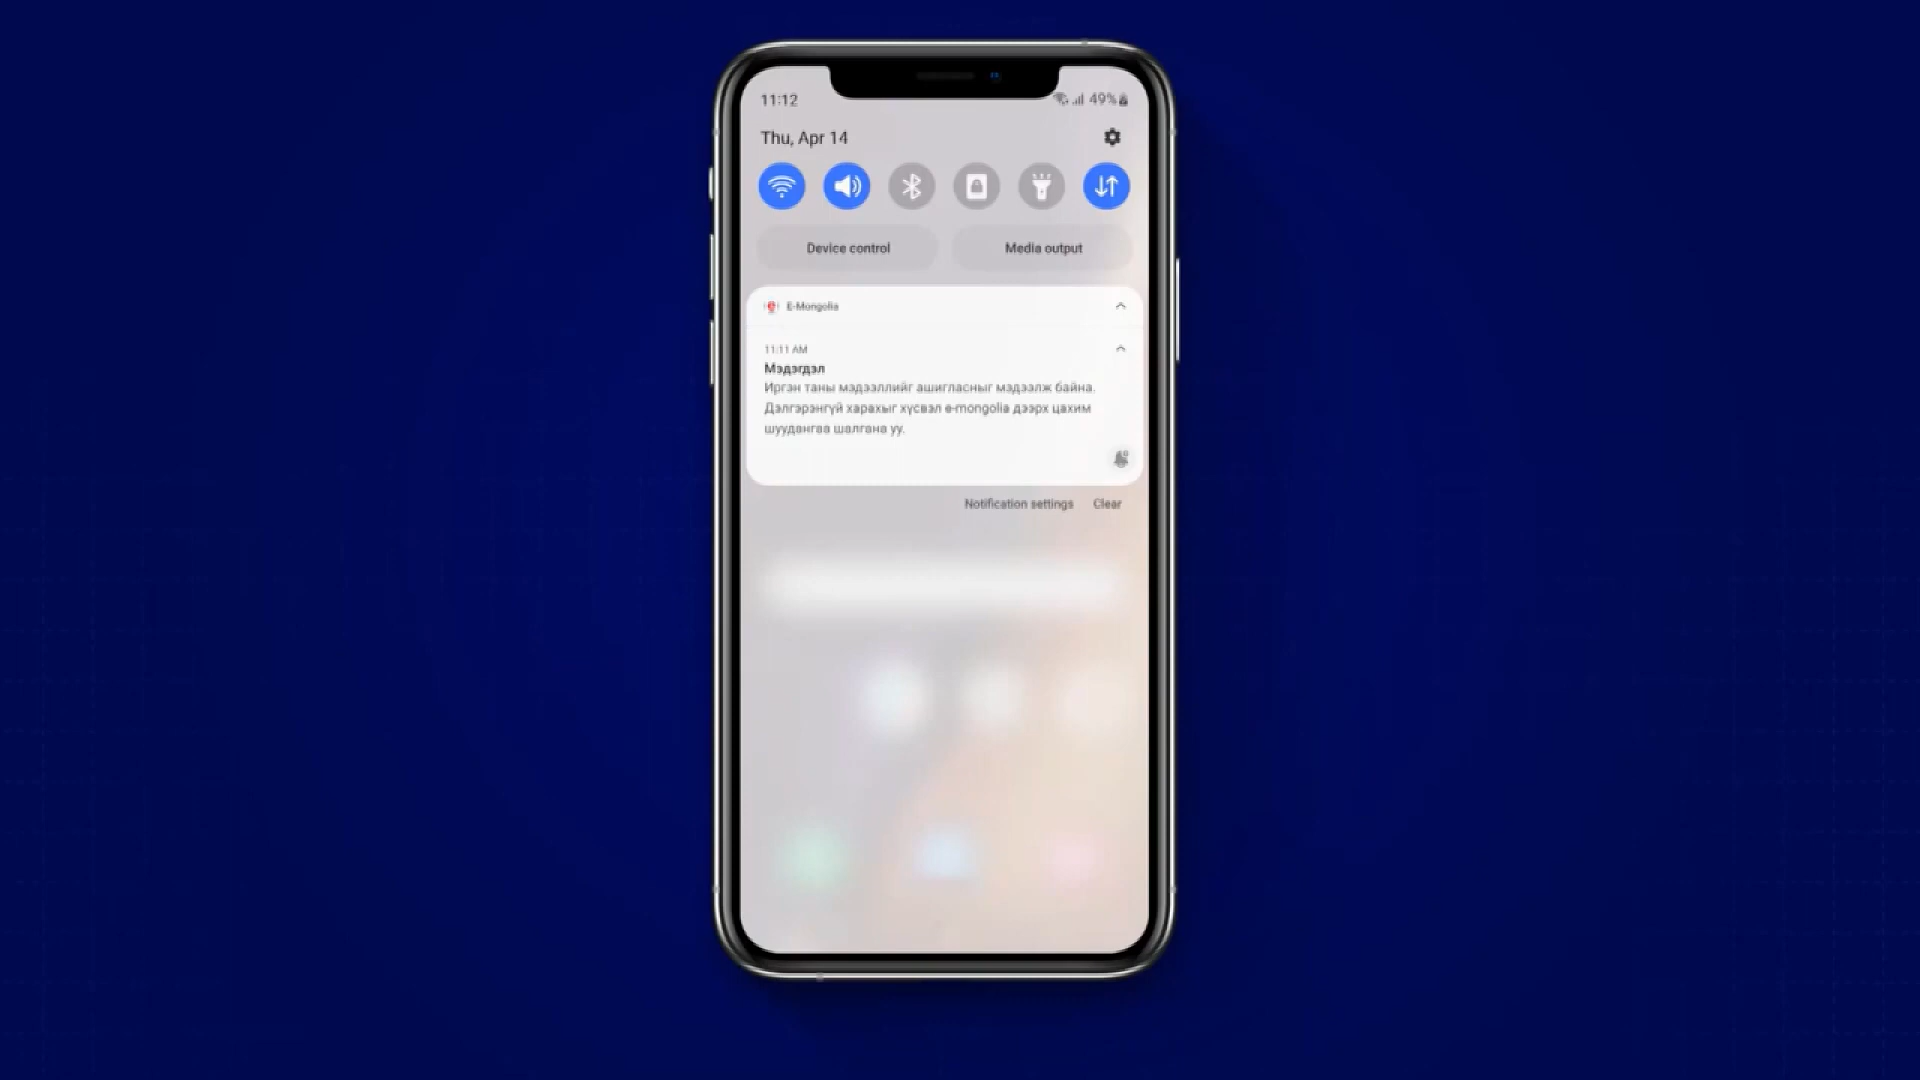 11:12
49%
Thu, Apr 14
Device control
Media output
E-Mongolia
11:11 AM
Мэдэгдэл
Иргэн таны мэдээллийг ашигласныг мэдээлж байна.
Дэлгэрэнгүй харахыг хүсвэл e-mongolia дээрх цахим
шуудангаа шалгана уу.
Notification settings
Clear